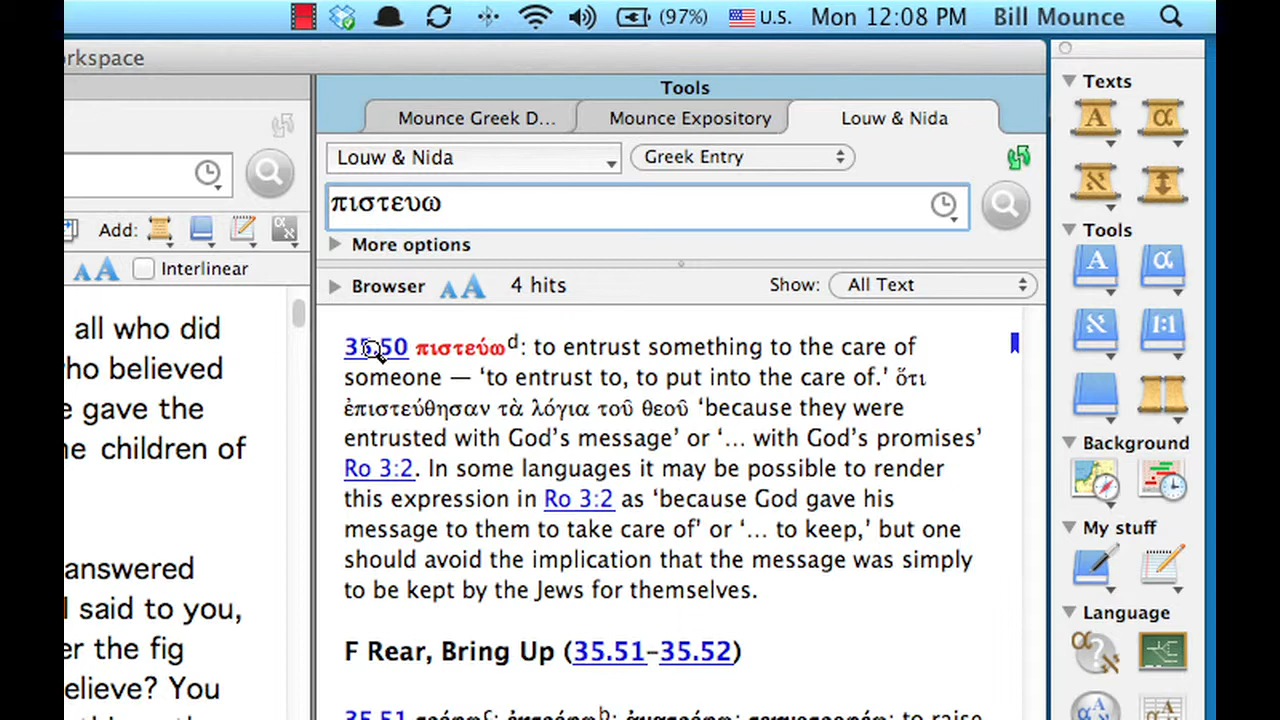 (97%) U.S. Mon 12:08 PM Bill Mounce
orkspace
Tools
Mounce Greek D... Mounce Expository Louw & Nida
Louw & Nida Greek Entry
πιστευω
More options
Add:
Interlinear
Browser 4 hits Show: All Text
all who did
ho believed
e gave the
e children of
answered
I said to you,
er the fig
elieve? You
35.50 πιστεύωd: to entrust something to the care of
someone — ‘to entrust to, to put into the care of.’ ὅτι
ἐπιστεύθησαν τὰ λόγια τοῦ θεοῦ ‘because they were
entrusted with God’s message’ or ‘… with God’s promises’
Ro 3:2. In some languages it may be possible to render
this expression in Ro 3:2 as ‘because God gave his
message to them to take care of’ or ‘… to keep,’ but one
should avoid the implication that the message was simply
to be kept by the Jews for themselves.
F Rear, Bring Up (35.51–35.52)
Texts
Tools
Background
My stuff
Language